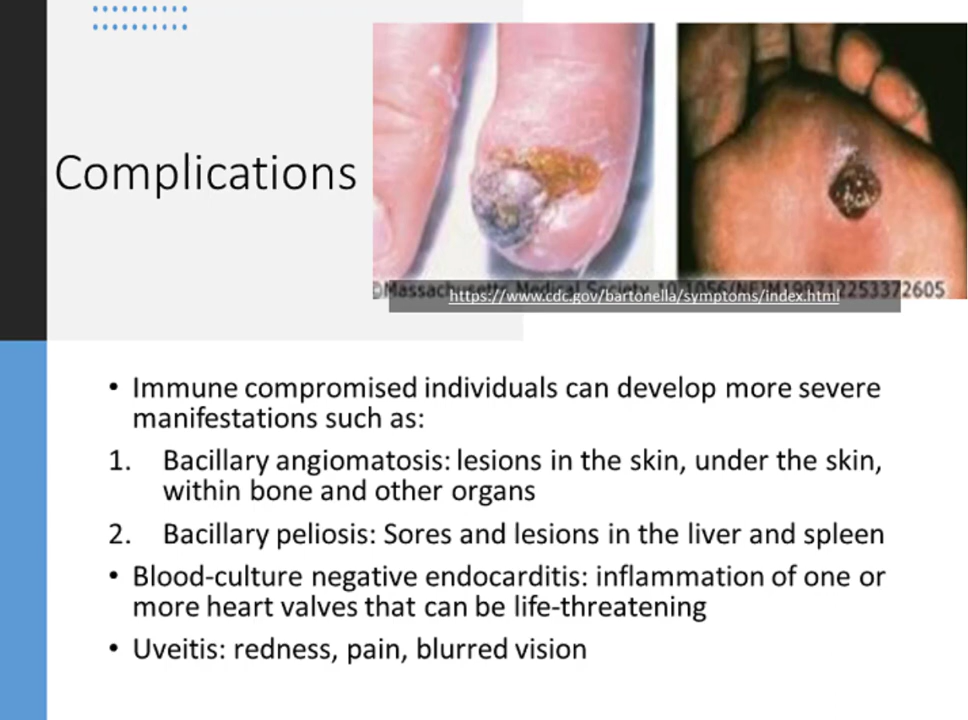 Complications
©Massachusetts Medical Society
https://www.cdc.gov/bartonella/symptoms/index.html
• Immune compromised individuals can develop more severe
manifestations such as:
1. Bacillary angiomatosis: lesions in the skin, under the skin,
within bone and other organs
2. Bacillary peliosis: Sores and lesions in the liver and spleen
• Blood-culture negative endocarditis: inflammation of one or
more heart valves that can be life-threatening
• Uveitis: redness, pain, blurred vision